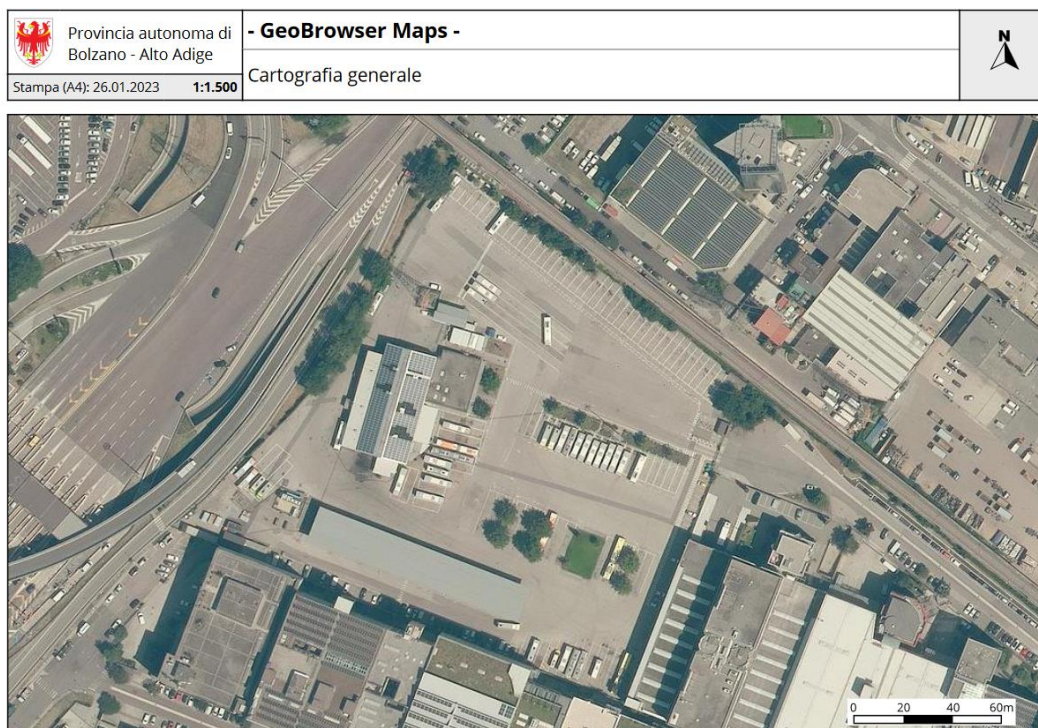 Provincia autonoma di
Bolzano - Alto Adige
Stampa (A4): 26.01.2023 1:1.500
- GeoBrowser Maps -
Cartografia generale
N
0 20 40 60m